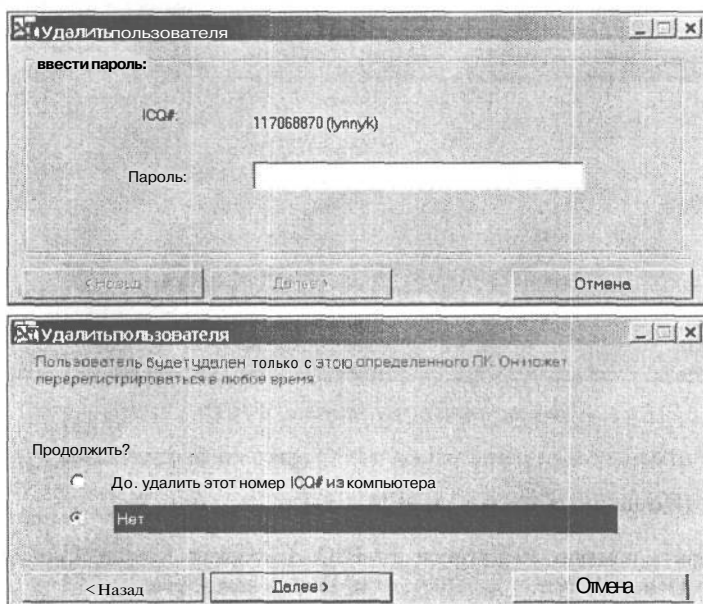 Удалитьпользователя
ввести пароль:
ICQ#: 117068870 (lynnyk)
Пароль:
<Назад Далее> Отмена
Удалитьпользователя
Пользователь будет удален только с этою определенного ПК. Он может
перерегистрироваться в любое время
Продолжить?
До. удалить этот номер ICQ# из компьютера
Нет
<Назад Далее> Отмена